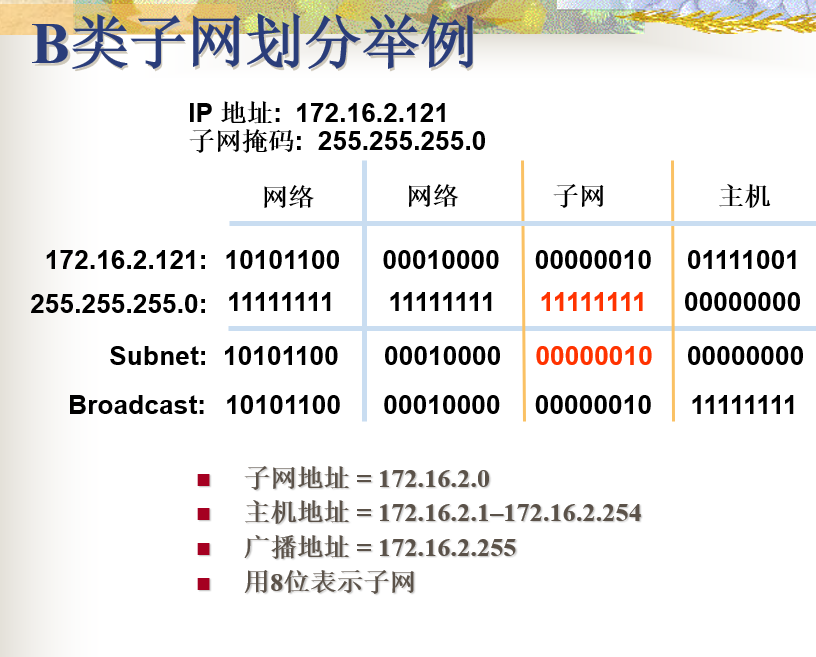 B类子网划分举例
IP 地址: 172.16.2.121
子网掩码: 255.255.255.0
网络 网络 子网 主机
172.16.2.121: 10101100 00010000 00000010 01111001
255.255.255.0: 11111111 11111111 11111111 00000000
Subnet: 10101100 00010000 00000010 00000000
Broadcast: 10101100 00010000 00000010 11111111
子网地址 = 172.16.2.0
主机地址 = 172.16.2.1–172.16.2.254
广播地址 = 172.16.2.255
用8位表示子网